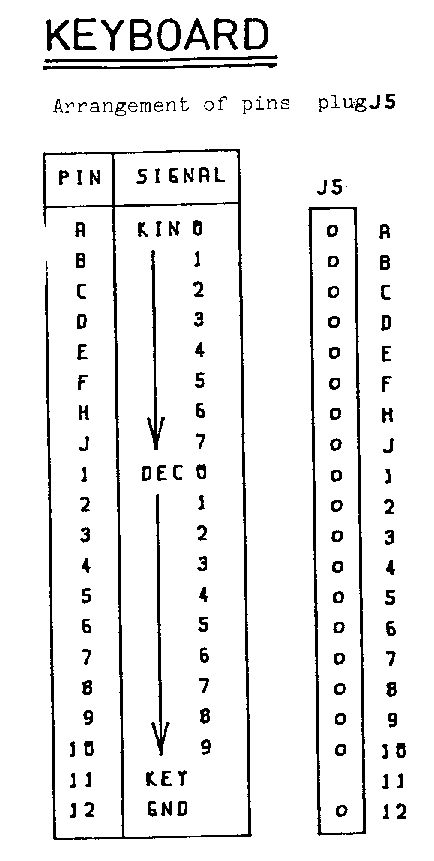 KEYBOARD
Arrangement of pins plug J5
PIN SIGNAL
J5
A KIN 0 A
B 1 B
C 2 C
D 3 D
E 4 E
F 5 F
H 6 H
J 7 J
1 DEC 0 1
2 1 2
3 2 3
4 3 4
5 4 5
6 5 6
7 6 7
8 7 8
9 8 9
10 9 10
11 KEY 11
12 GND 12